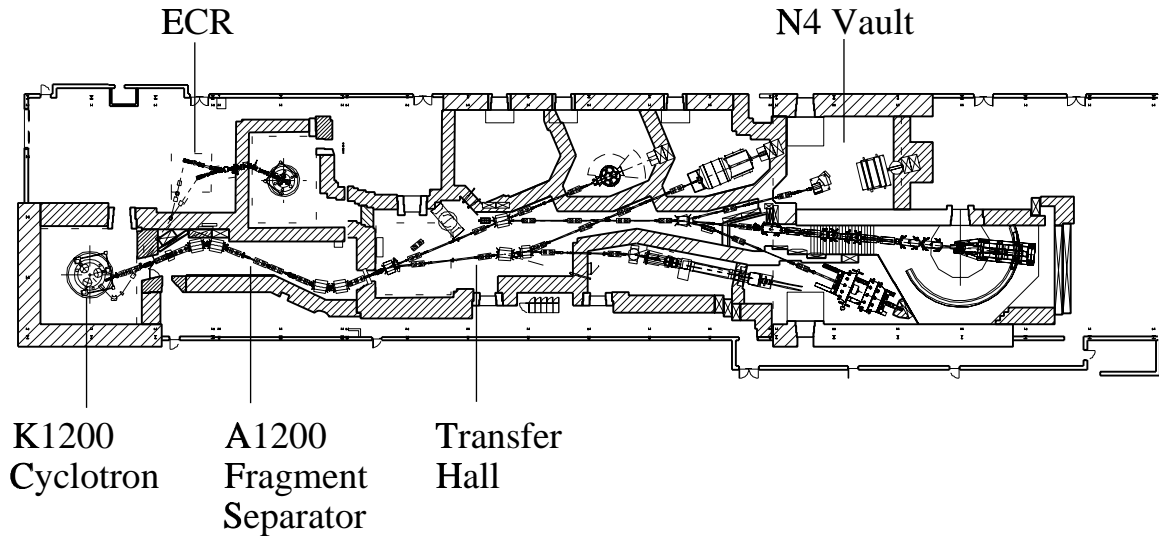 ECR
N4 Vault
K1200
Cyclotron
A1200
Fragment
Separator
Transfer
Hall